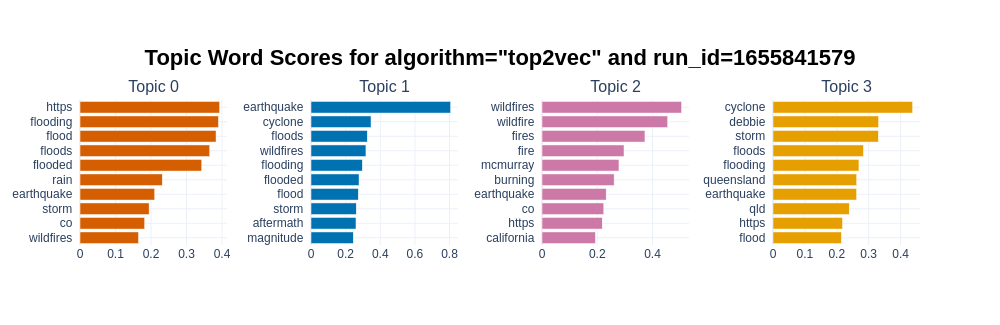 Topic Word Scores for algorithm="top2vec" and run_id=1655841579
Topic 0
https
flooding
flood
floods
flooded
rain
earthquake
storm
co
wildfires
0 0.1 0.2 0.3 0.4
Topic 1
earthquake
cyclone
floods
wildfires
flooding
flooded
flood
storm
aftermath
magnitude
0 0.2 0.4 0.6 0.8
Topic 2
wildfires
wildfire
fires
fire
mcmurray
burning
earthquake
co
https
california
0 0.2 0.4
Topic 3
cyclone
debbie
storm
floods
flooding
queensland
earthquake
qld
https
flood
0 0.1 0.2 0.3 0.4